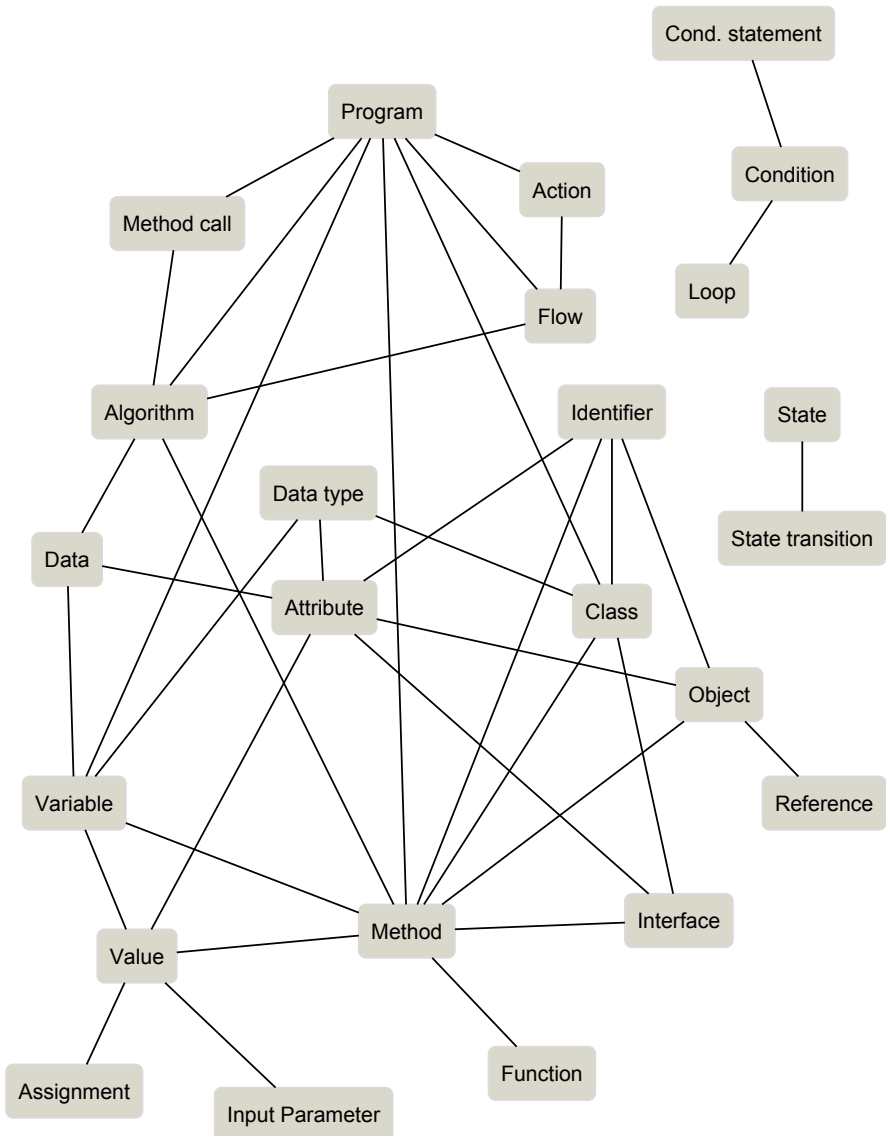 Cond. statement
Program
Condition
Action
Method call
Loop
Flow
Algorithm
Identifier
State
Data type
State transition
Data
Attribute
Class
Object
Variable
Reference
Interface
Method
Value
Function
Assignment
Input Parameter